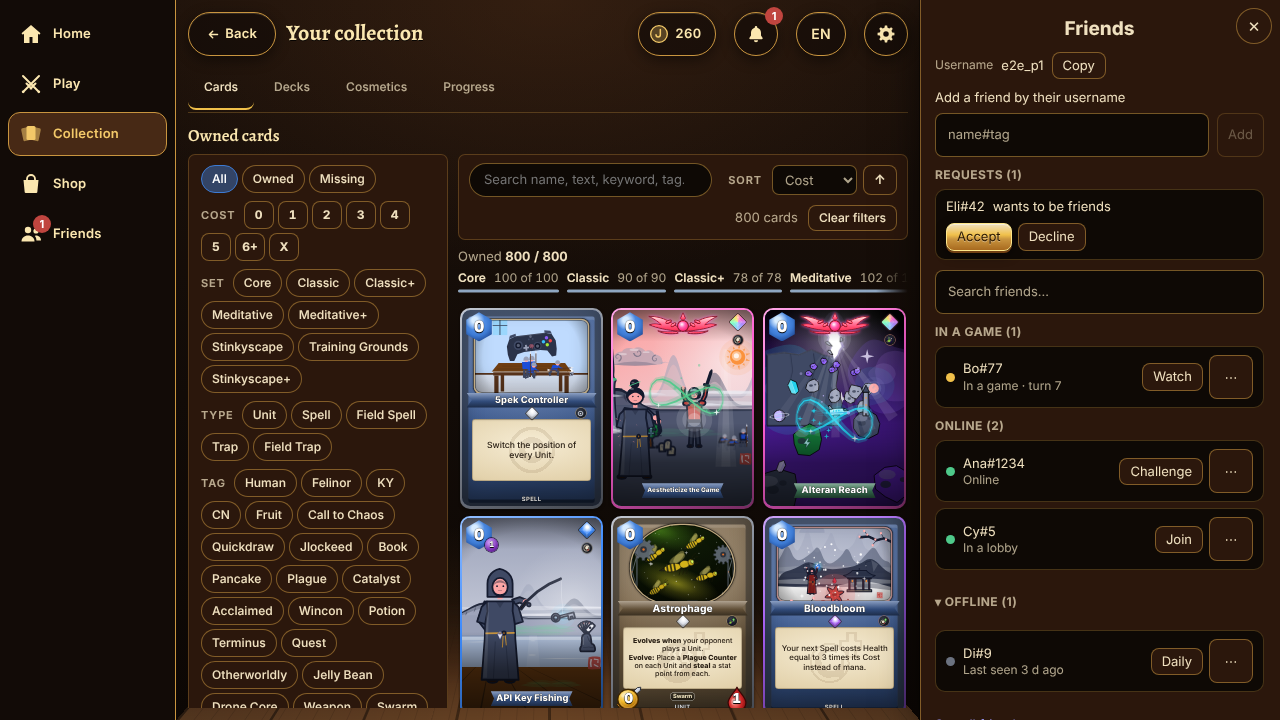 Home
Play
Collection
Shop
1
Friends
← Back
Your collection
J 260
1
EN
Cards
Decks
Cosmetics
Progress
Owned cards
All
Owned
Missing
COST 0 1 2 3 4
5 6+ X
SET Core Classic Classic+
Meditative Meditative+
Stinkyscape Training Grounds
Stinkyscape+
TYPE Unit Spell Field Spell
Trap Field Trap
TAG Human Felinor KY
CN Fruit Call to Chaos
Quickdraw Jlockeed Book
Pancake Plague Catalyst
Acclaimed Wincon Potion
Terminus Quest
Otherworldly Jelly Bean
Drone Core Weapon Swarm
Search name, text, keyword, tag.
SORT Cost ↑
800 cards Clear filters
Owned 800 / 800
Core 100 of 100 Classic 90 of 90 Classic+ 78 of 78 Meditative 102 of
0
5pek Controller
Switch the position of
every Unit.
SPELL
0
Aestheticize the Game
0
Alteran Reach
0
1
API Key Fishing
0
Astrophage
Evolves when your opponent
plays a Unit.
Evolve: Place a Plague Counter
on each Unit and steal a stat
point from each.
Swarm
0
UNIT
1
0
Bloodbloom
Your next Spell costs Health
equal to 3 times its Cost
instead of mana.
SPELL
Friends
✕
Username e2e_p1 Copy
Add a friend by their username
name#tag
Add
REQUESTS (1)
Eli#42 wants to be friends
Accept Decline
Search friends...
IN A GAME (1)
Bo#77
In a game · turn 7
Watch ...
ONLINE (2)
Ana#1234
Online
Challenge ...
Cy#5
In a lobby
Join ...
▾ OFFLINE (1)
Di#9
Last seen 3 d ago
Daily ...